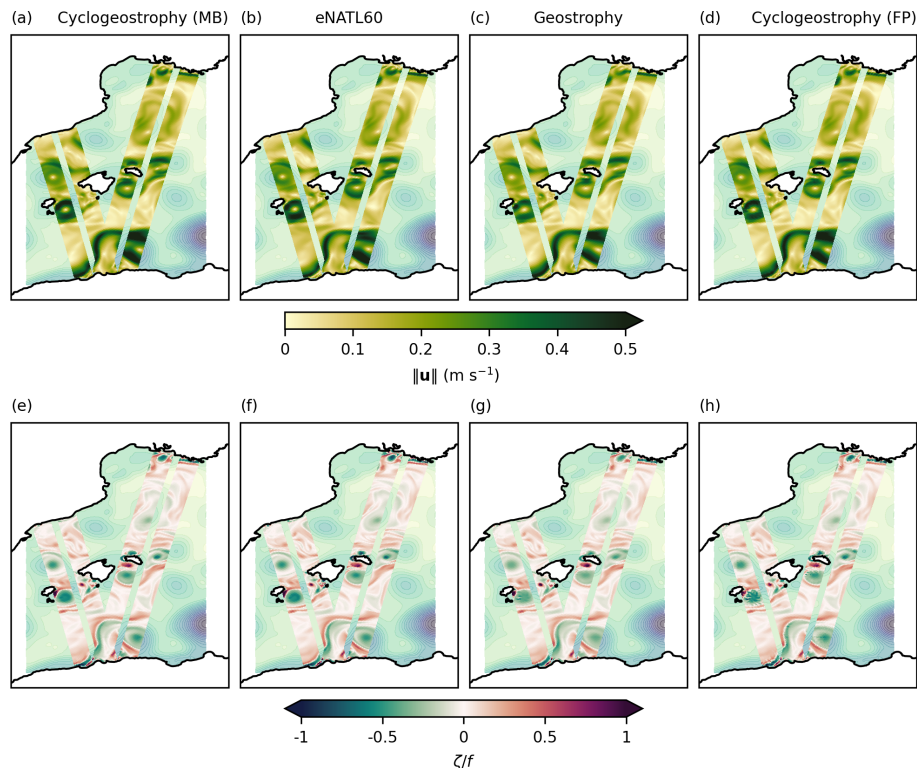 (a) Cyclogeostrophy (MB) (b) eNATL60 (c) Geostrophy (d) Cyclogeostrophy (FP)
0 0.1 0.2 0.3 0.4 0.5
‖u‖ (m s⁻¹)
(e) (f) (g) (h)
-1 -0.5 0 0.5 1
ζ/f